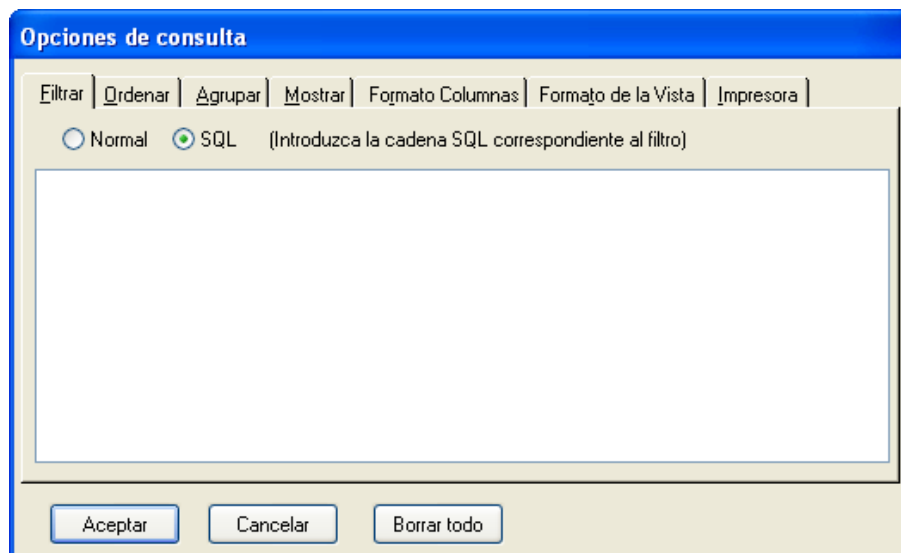 Opciones de consulta
Filtrar Ordenar Agrupar Mostrar Formato Columnas Formato de la Vista Impresora
Normal SQL (Introduzca la cadena SQL correspondiente al filtro)
Aceptar Cancelar Borrar todo